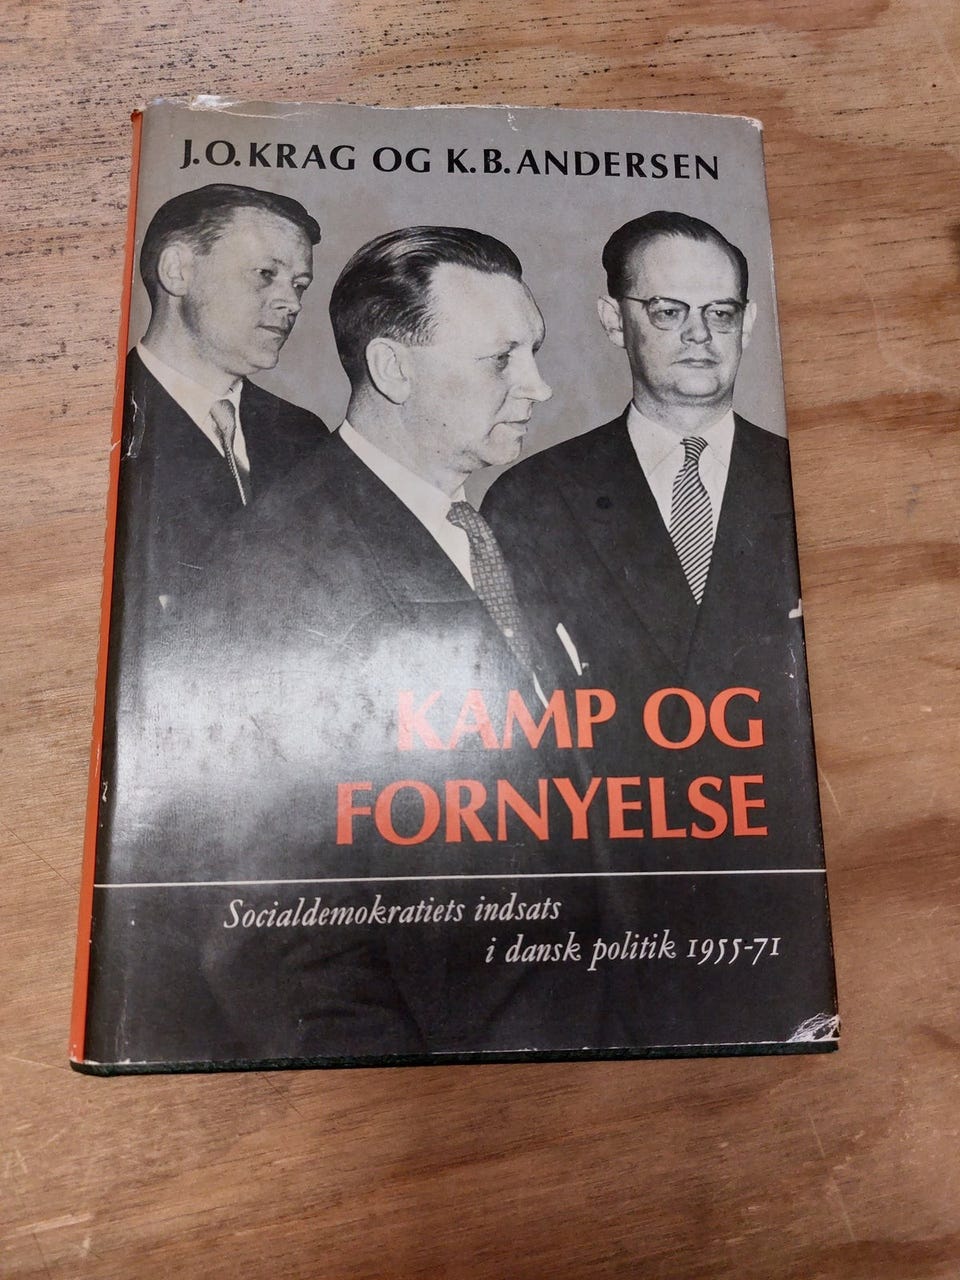 J.O.KRAG OG K.B.ANDERSEN
KAMP OG
FORNYELSE
Socialdemokratiets indsats
i dansk politik 1955-71